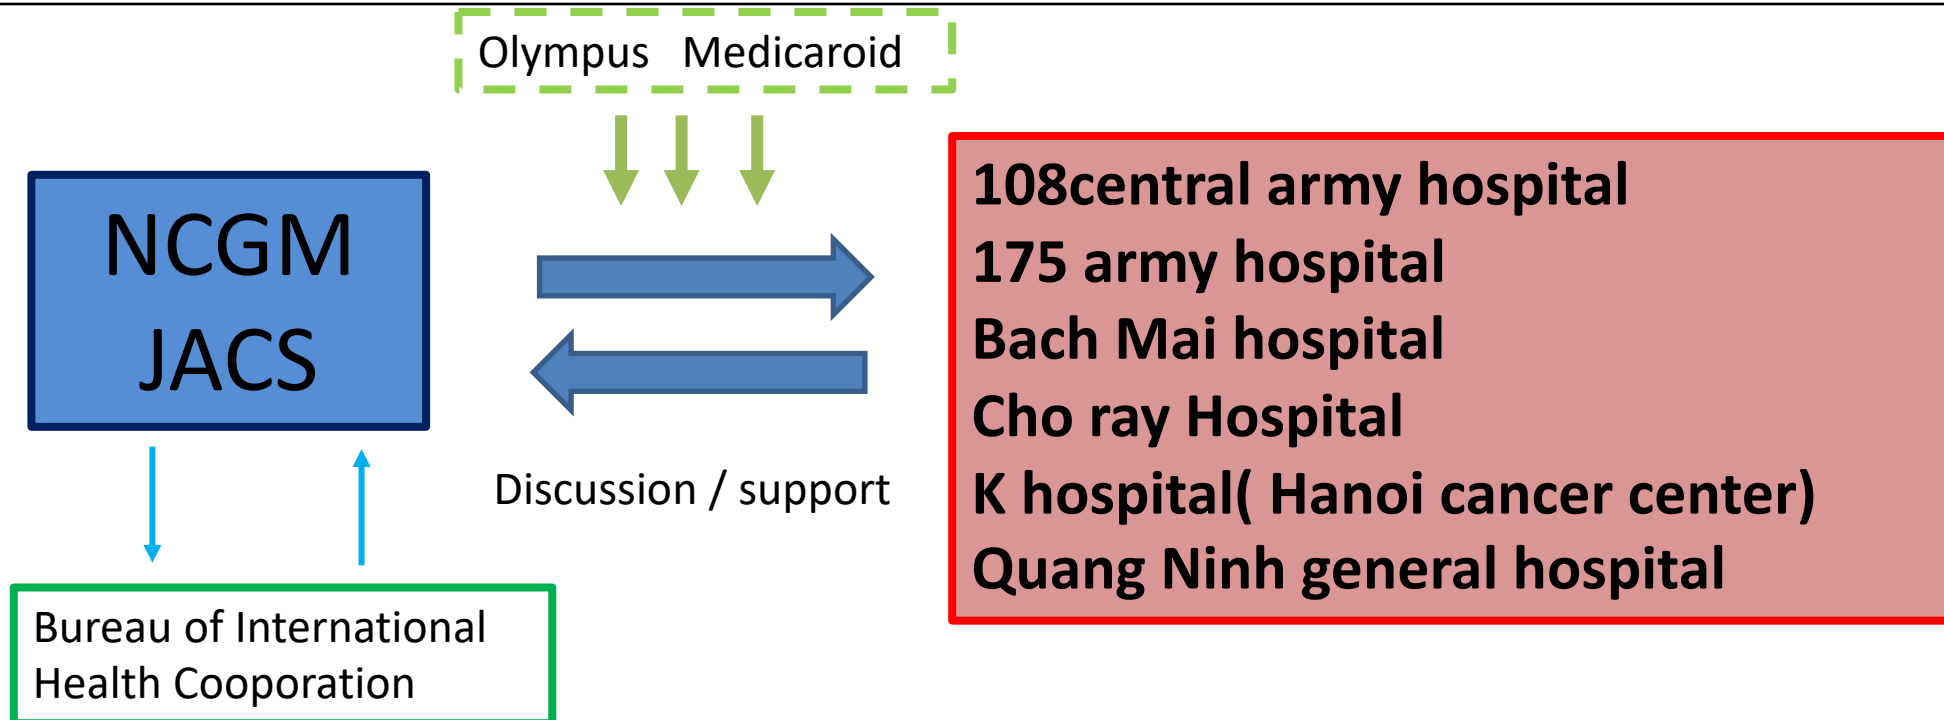 Olympus Medicaroid
NCGM
JACS
Discussion / support
108central army hospital
175 army hospital
Bach Mai hospital
Cho ray Hospital
K hospital( Hanoi cancer center)
Quang Ninh general hospital
Bureau of International
Health Cooporation